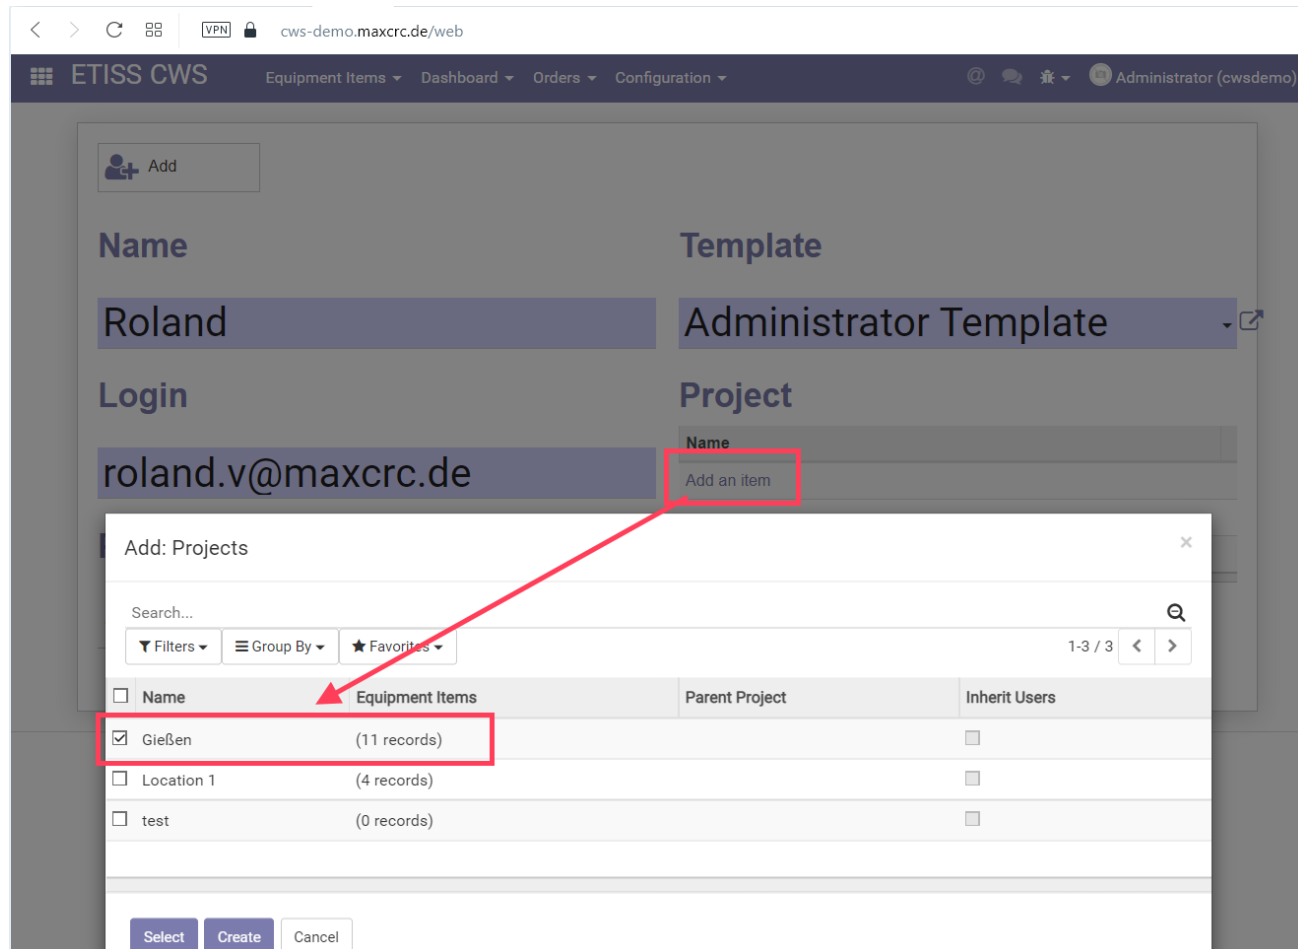 VPN cws-demo.maxcrc.de/web
ETISS CWS Equipment Items Dashboard Orders Configuration @ Administrator (cwsdemo)
Add
Name Template
Roland Administrator Template
Login Project
Name
roland.v@maxcrc.de Add an item
Add: Projects ×
Search...
Filters Group By Favorites 1-3 / 3
Name Equipment Items Parent Project Inherit Users
Gießen (11 records)
Location 1 (4 records)
test (0 records)
Select Create Cancel